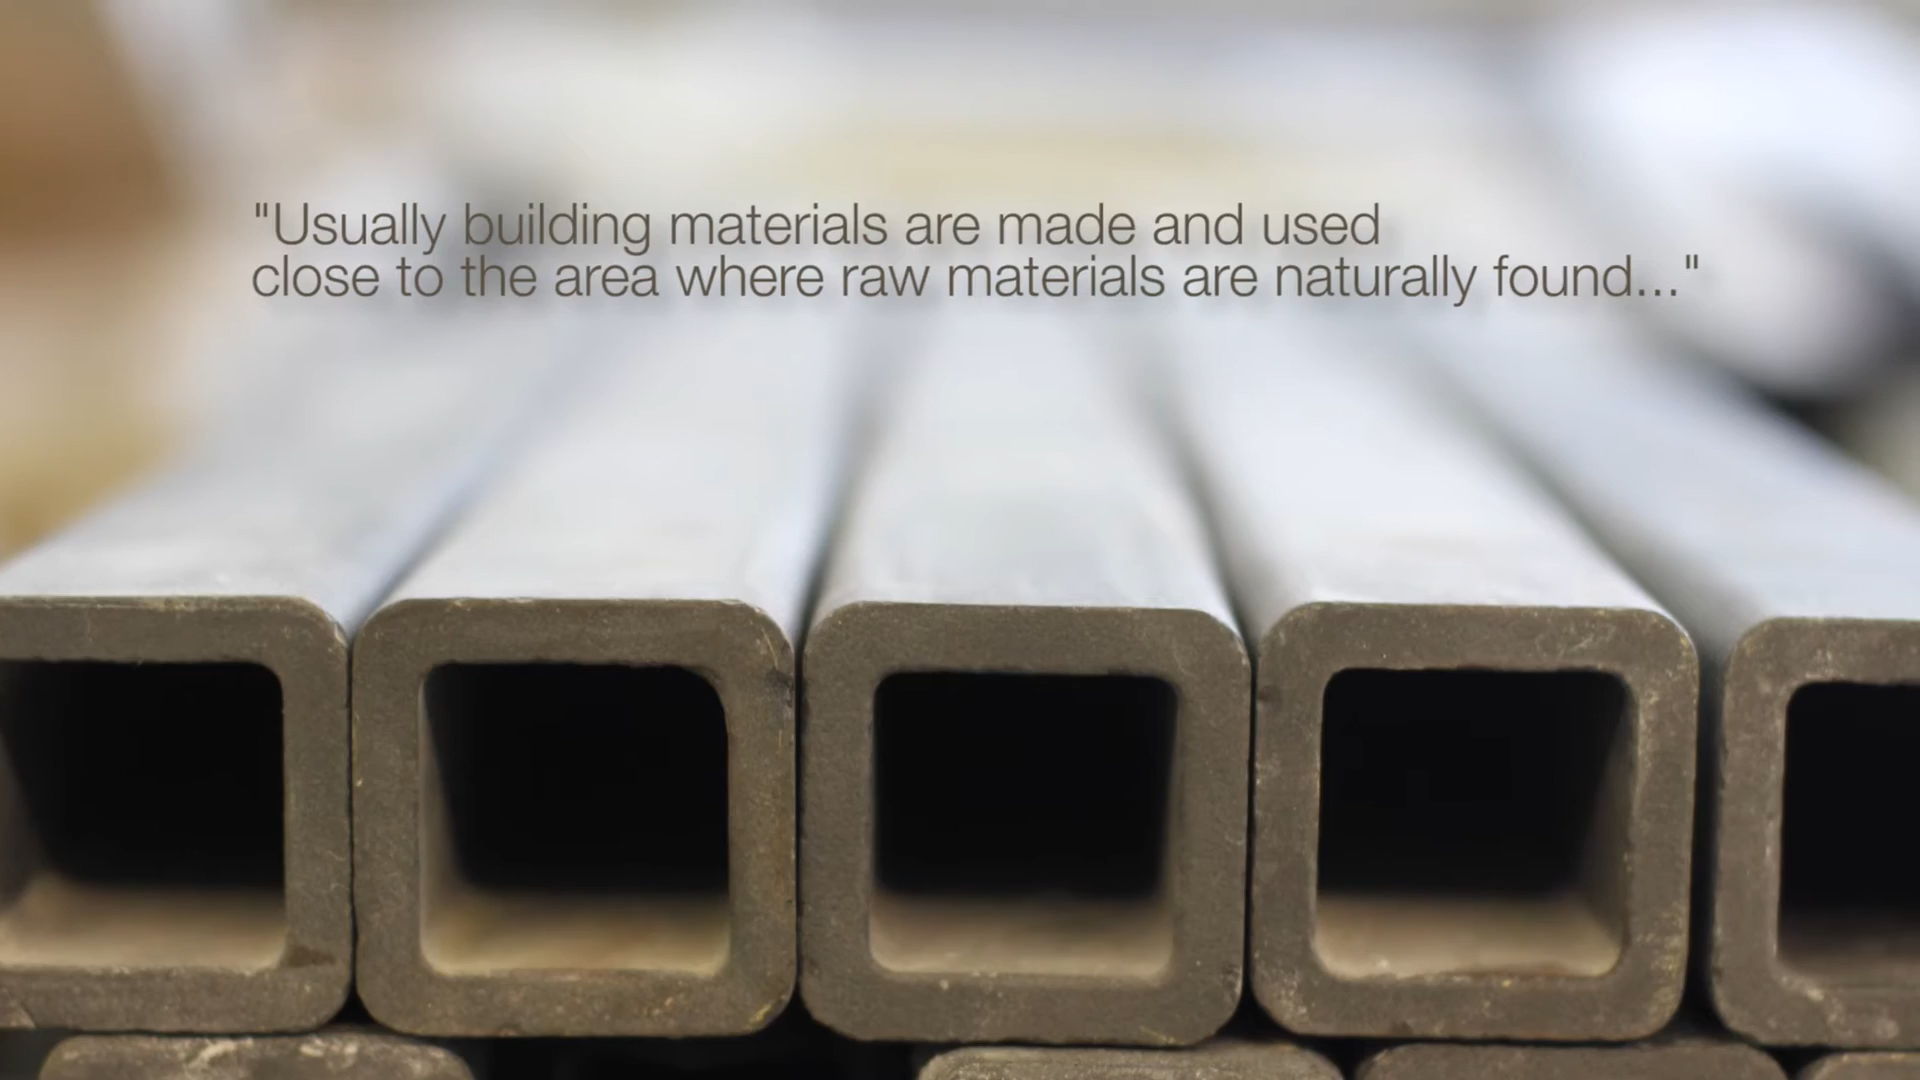 "Usually building materials are made and used
close to the area where raw materials are naturally found..."